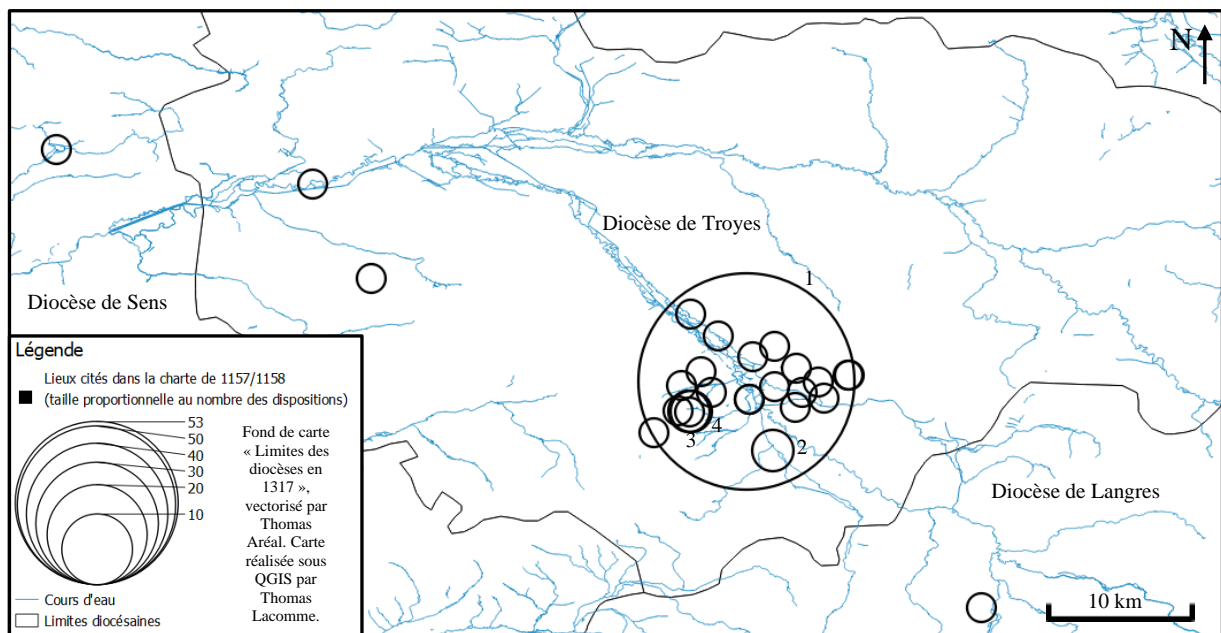 N
Diocèse de Troyes
1
Diocèse de Sens
4
3
2
Diocèse de Langres
10 km
Légende
Lieux cités dans la charte de 1157/1158
(taille proportionnelle au nombre des dispositions)
53
50
40
30
20
10
Fond de carte
« Limites des
diocèses en
1317 »,
vectorisé par
Thomas
Aréal. Carte
réalisée sous
QGIS par
Thomas
Lacomme.
Cours d'eau
Limites diocésaines